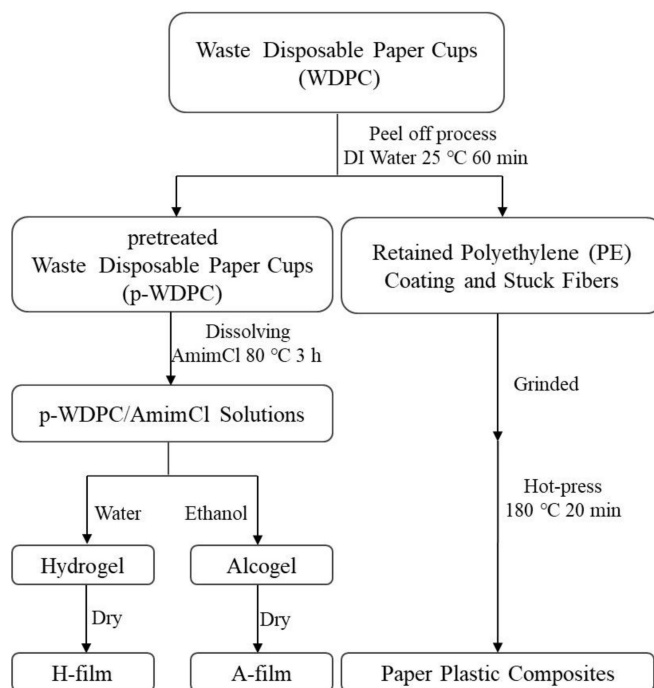 Waste Disposable Paper Cups
(WDPC)
Peel off process
DI Water 25 ℃ 60 min
pretreated
Waste Disposable Paper Cups
(p-WDPC)
Retained Polyethylene (PE)
Coating and Stuck Fibers
Dissolving
AmimCl 80 ℃ 3 h
Grinded
p-WDPC/AmimCl Solutions
Hot-press
180 ℃ 20 min
Water
Ethanol
Hydrogel
Alcogel
Dry
Dry
H-film
A-film
Paper Plastic Composites